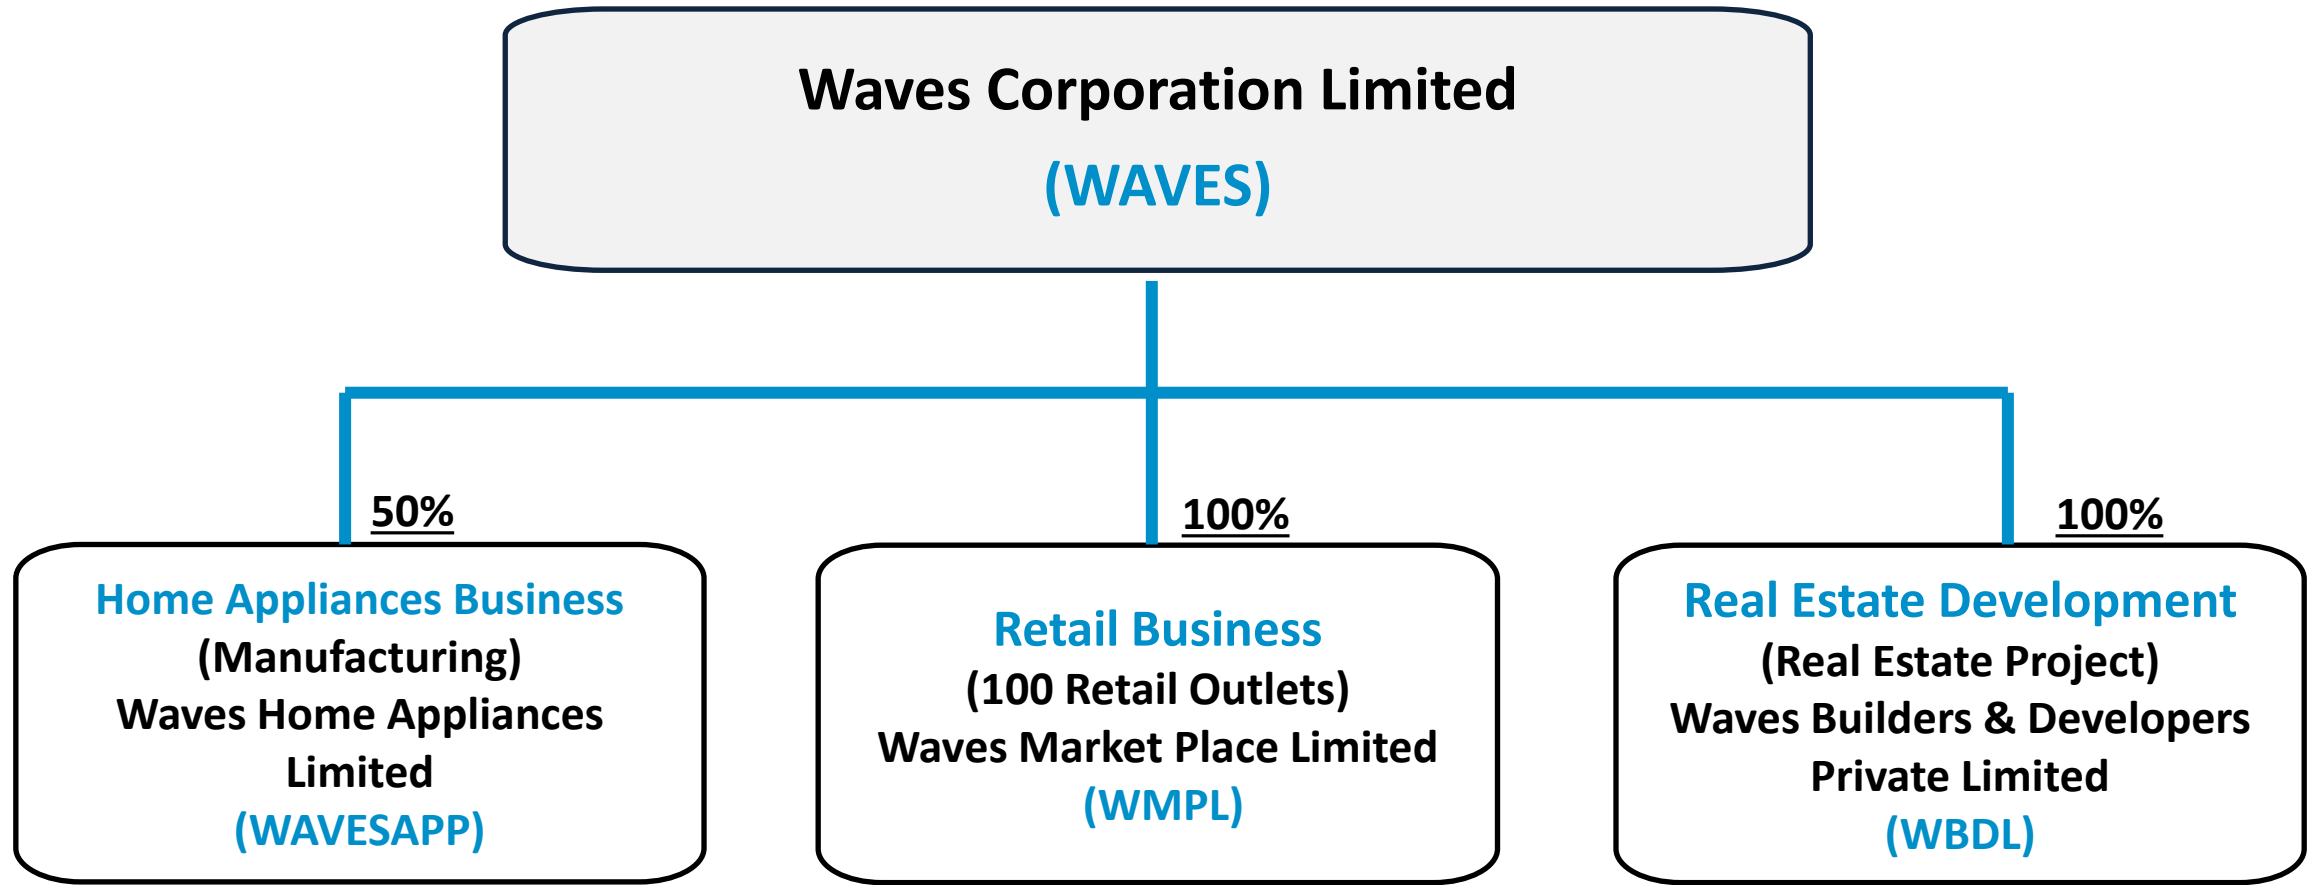 Waves Corporation Limited
(WAVES)
50%
100%
100%
Home Appliances Business
(Manufacturing)
Waves Home Appliances
Limited
(WAVESAPP)
Retail Business
(100 Retail Outlets)
Waves Market Place Limited
(WMPL)
Real Estate Development
(Real Estate Project)
Waves Builders & Developers
Private Limited
(WBDL)